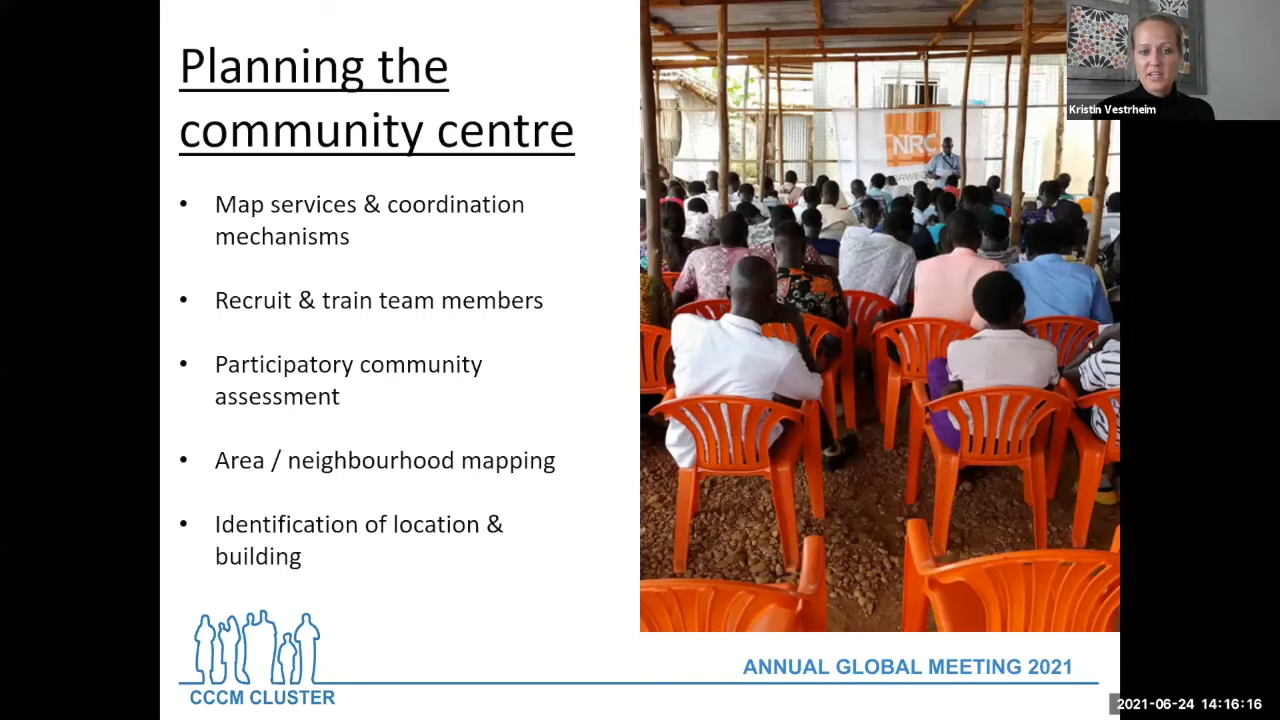 Planning the
community centre
• Map services & coordination
mechanisms
• Recruit & train team members
• Participatory community
assessment
• Area / neighbourhood mapping
• Identification of location &
building
NRC
Kristin Vestrheim
CCCM CLUSTER
ANNUAL GLOBAL MEETING 2021
2021-06-24 14:16:16